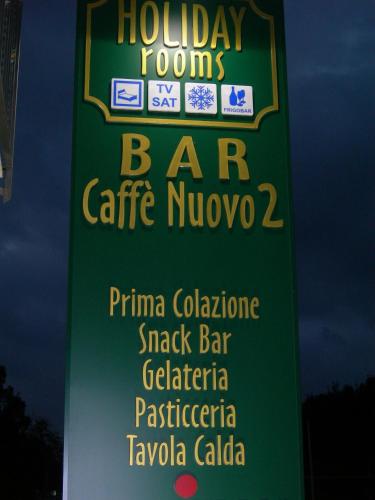 HOLIDAY
rooms
TV
SAT
FRIGOBAR
BAR
Caffè Nuovo 2
Prima Colazione
Snack Bar
Gelateria
Pasticceria
Tavola Calda